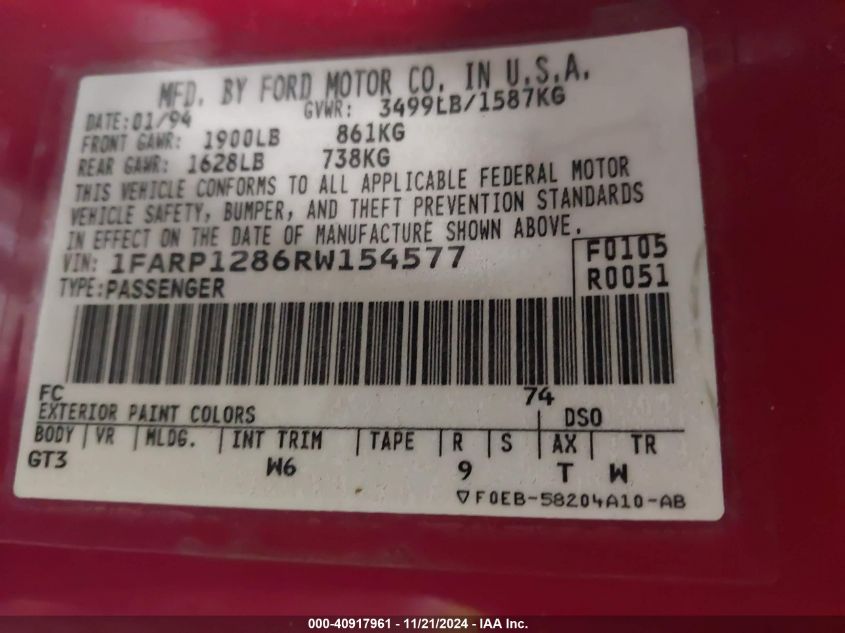 MFD. BY FORD MOTOR CO. IN U.S.A.
DATE: 01/94 GVWR: 3499LB/1587KG
FRONT GAWR: 1900LB 861KG
REAR GAWR: 1628LB 738KG
THIS VEHICLE CONFORMS TO ALL APPLICABLE FEDERAL MOTOR
VEHICLE SAFETY, BUMPER, AND THEFT PREVENTION STANDARDS
IN EFFECT ON THE DATE OF MANUFACTURE SHOWN ABOVE.
VIN: 1FARP1286RW154577 F0105
TYPE: PASSENGER R0051
FC 74
EXTERIOR PAINT COLORS DSO
BODY VR MLDG. INT TRIM TAPE R S AX TR
GT3 W6 9 T W
▽F0EB-58204A10-AB
000-40917961 - 11/21/2024 - IAA Inc.